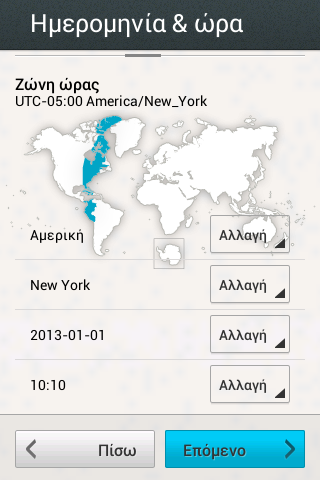 Ημερομηνία & ώρα
Ζώνη ώρας
UTC-05:00 America/New_York
Αμερική
Αλλαγή
New York
Αλλαγή
2013-01-01
Αλλαγή
10:10
Αλλαγή
Πίσω
Επόμενο